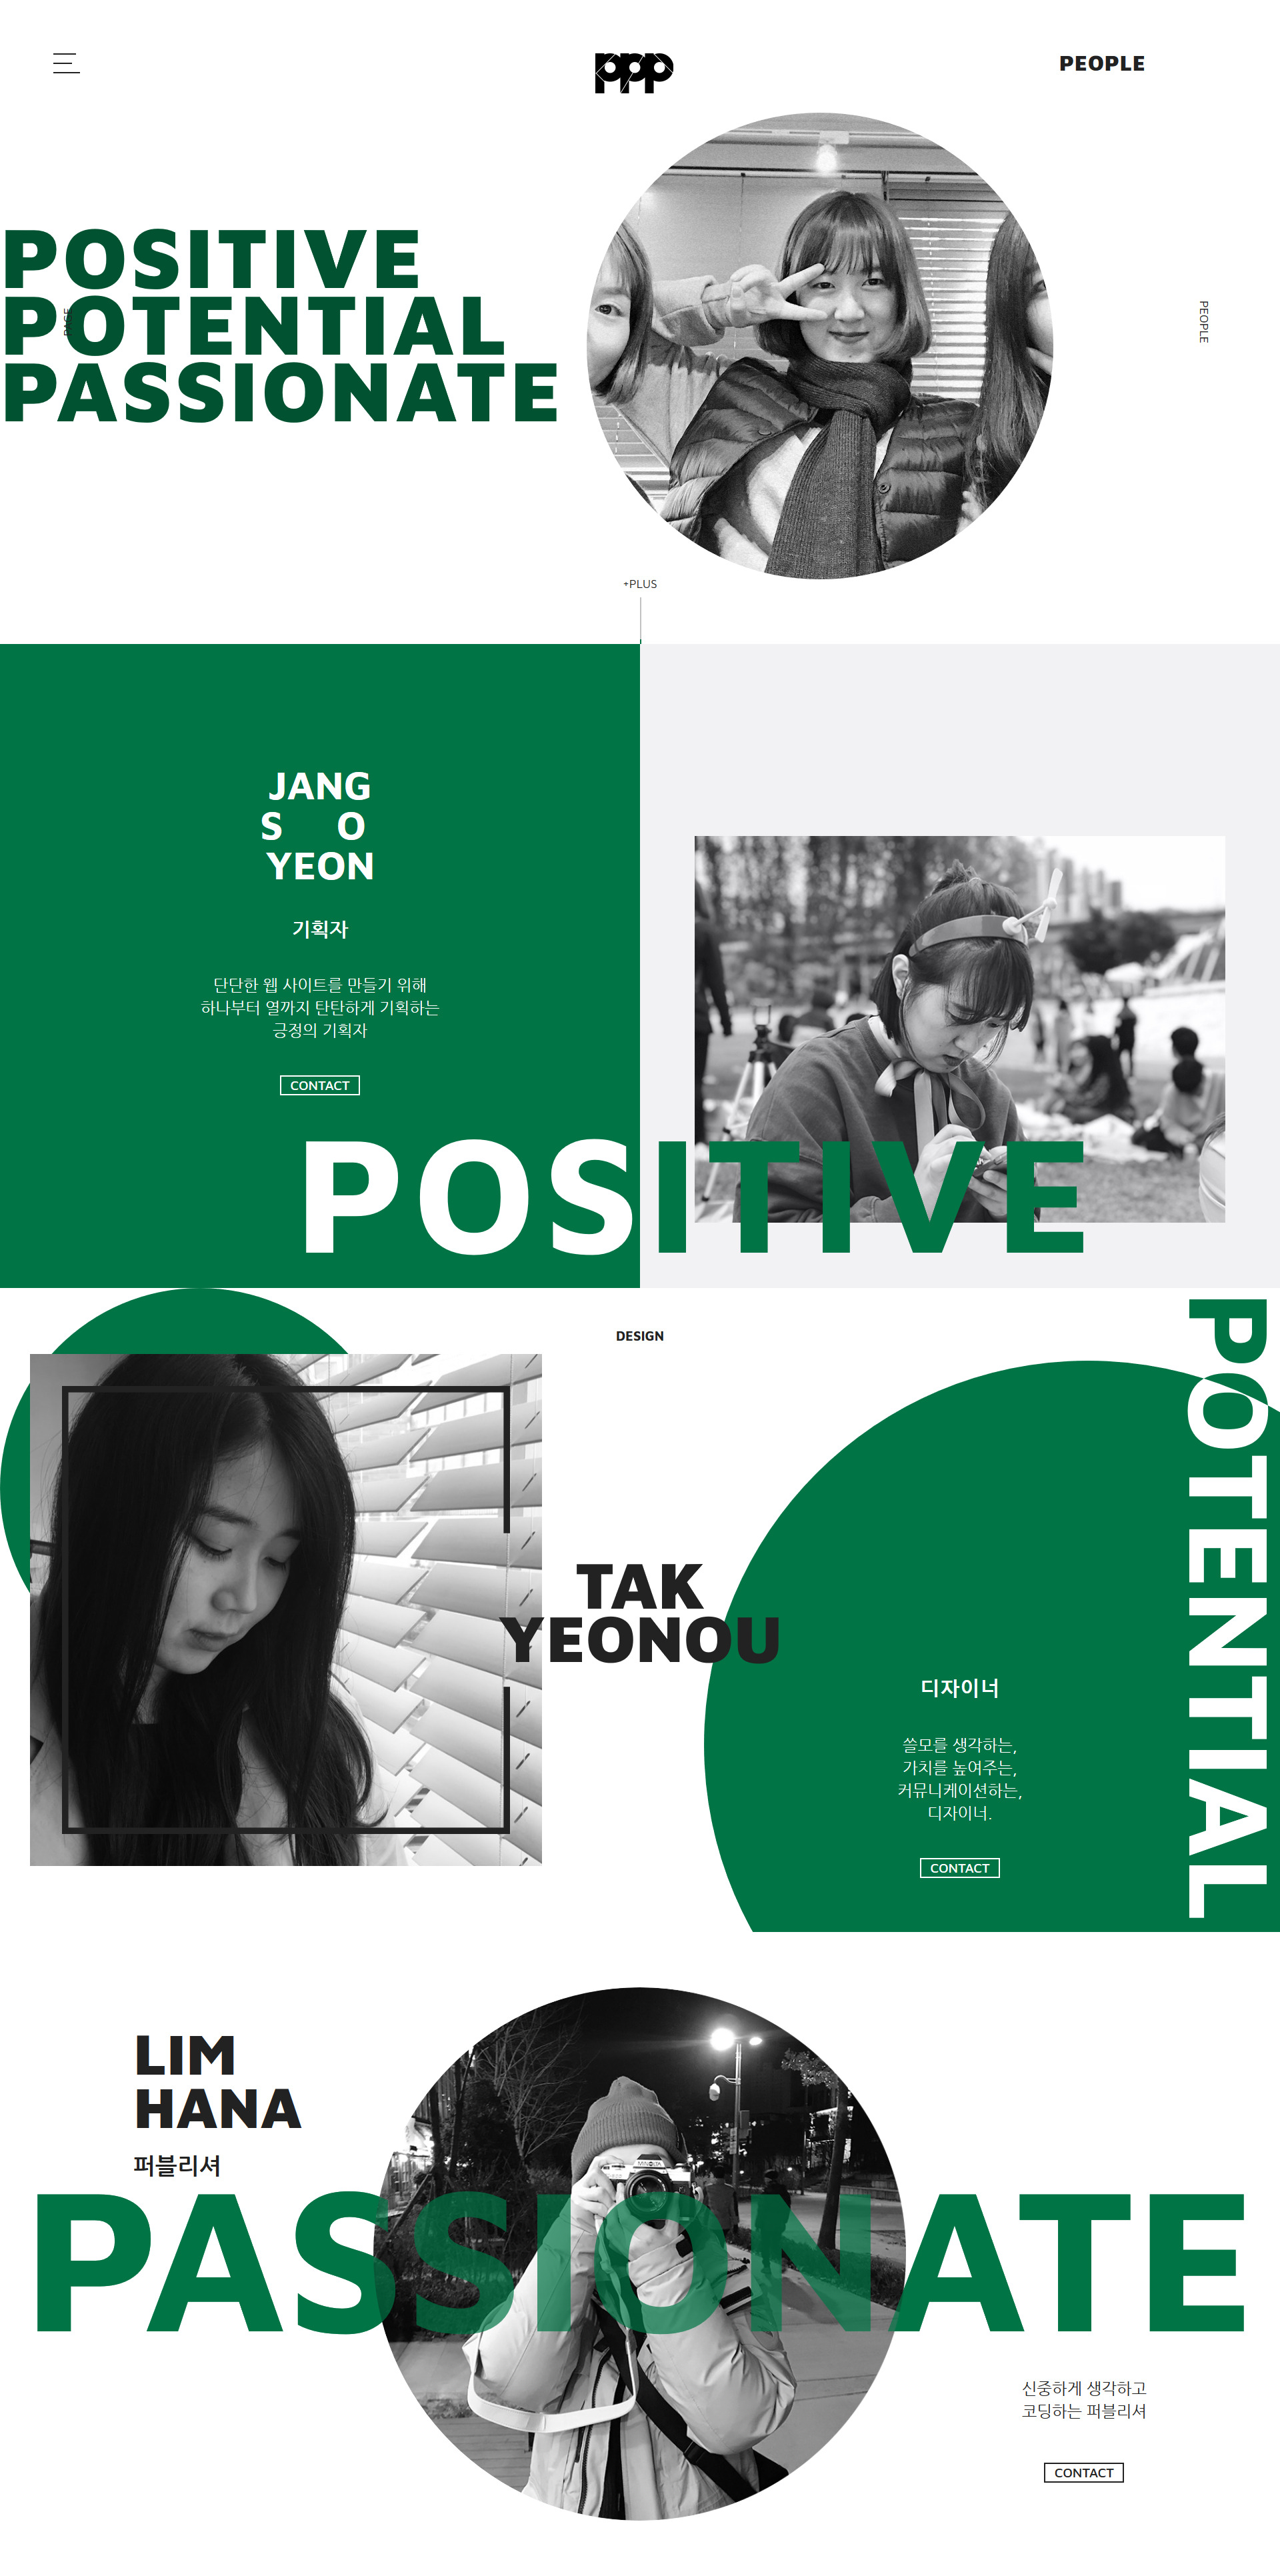 ppp
PEOPLE
POSITIVE
POTENTIAL
PASSIONATE
PAGE
PEOPLE
+PLUS
JANG
S O
YEON
기획자
단단한 웹 사이트를 만들기 위해
하나부터 열까지 탄탄하게 기획하는
긍정의 기획자
CONTACT
POSITIVE
DESIGN
POTENTIAL
TAK
YEONOU
디자이너
쓸모를 생각하는,
가치를 높여주는,
커뮤니케이션하는,
디자이너.
CONTACT
LIM
HANA
퍼블리셔
MINOLTA
PASSIONATE
신중하게 생각하고
코딩하는 퍼블리셔
CONTACT